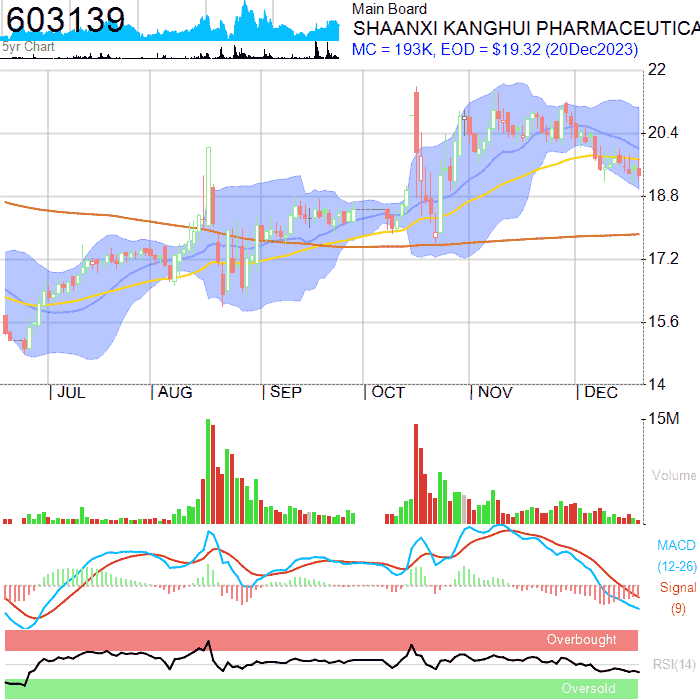 603139
5yr Chart
Main Board
SHAANXI KANGHUI PHARMACEUTICA
MC = 193K, EOD = $19.32 (20Dec2023)
22
20.4
18.8
17.2
15.6
14
JUL
AUG
SEP
OCT
NOV
DEC
15M
Volume
MACD
(12-26)
Signal
(9)
Overbought
RSI(14)
Oversold